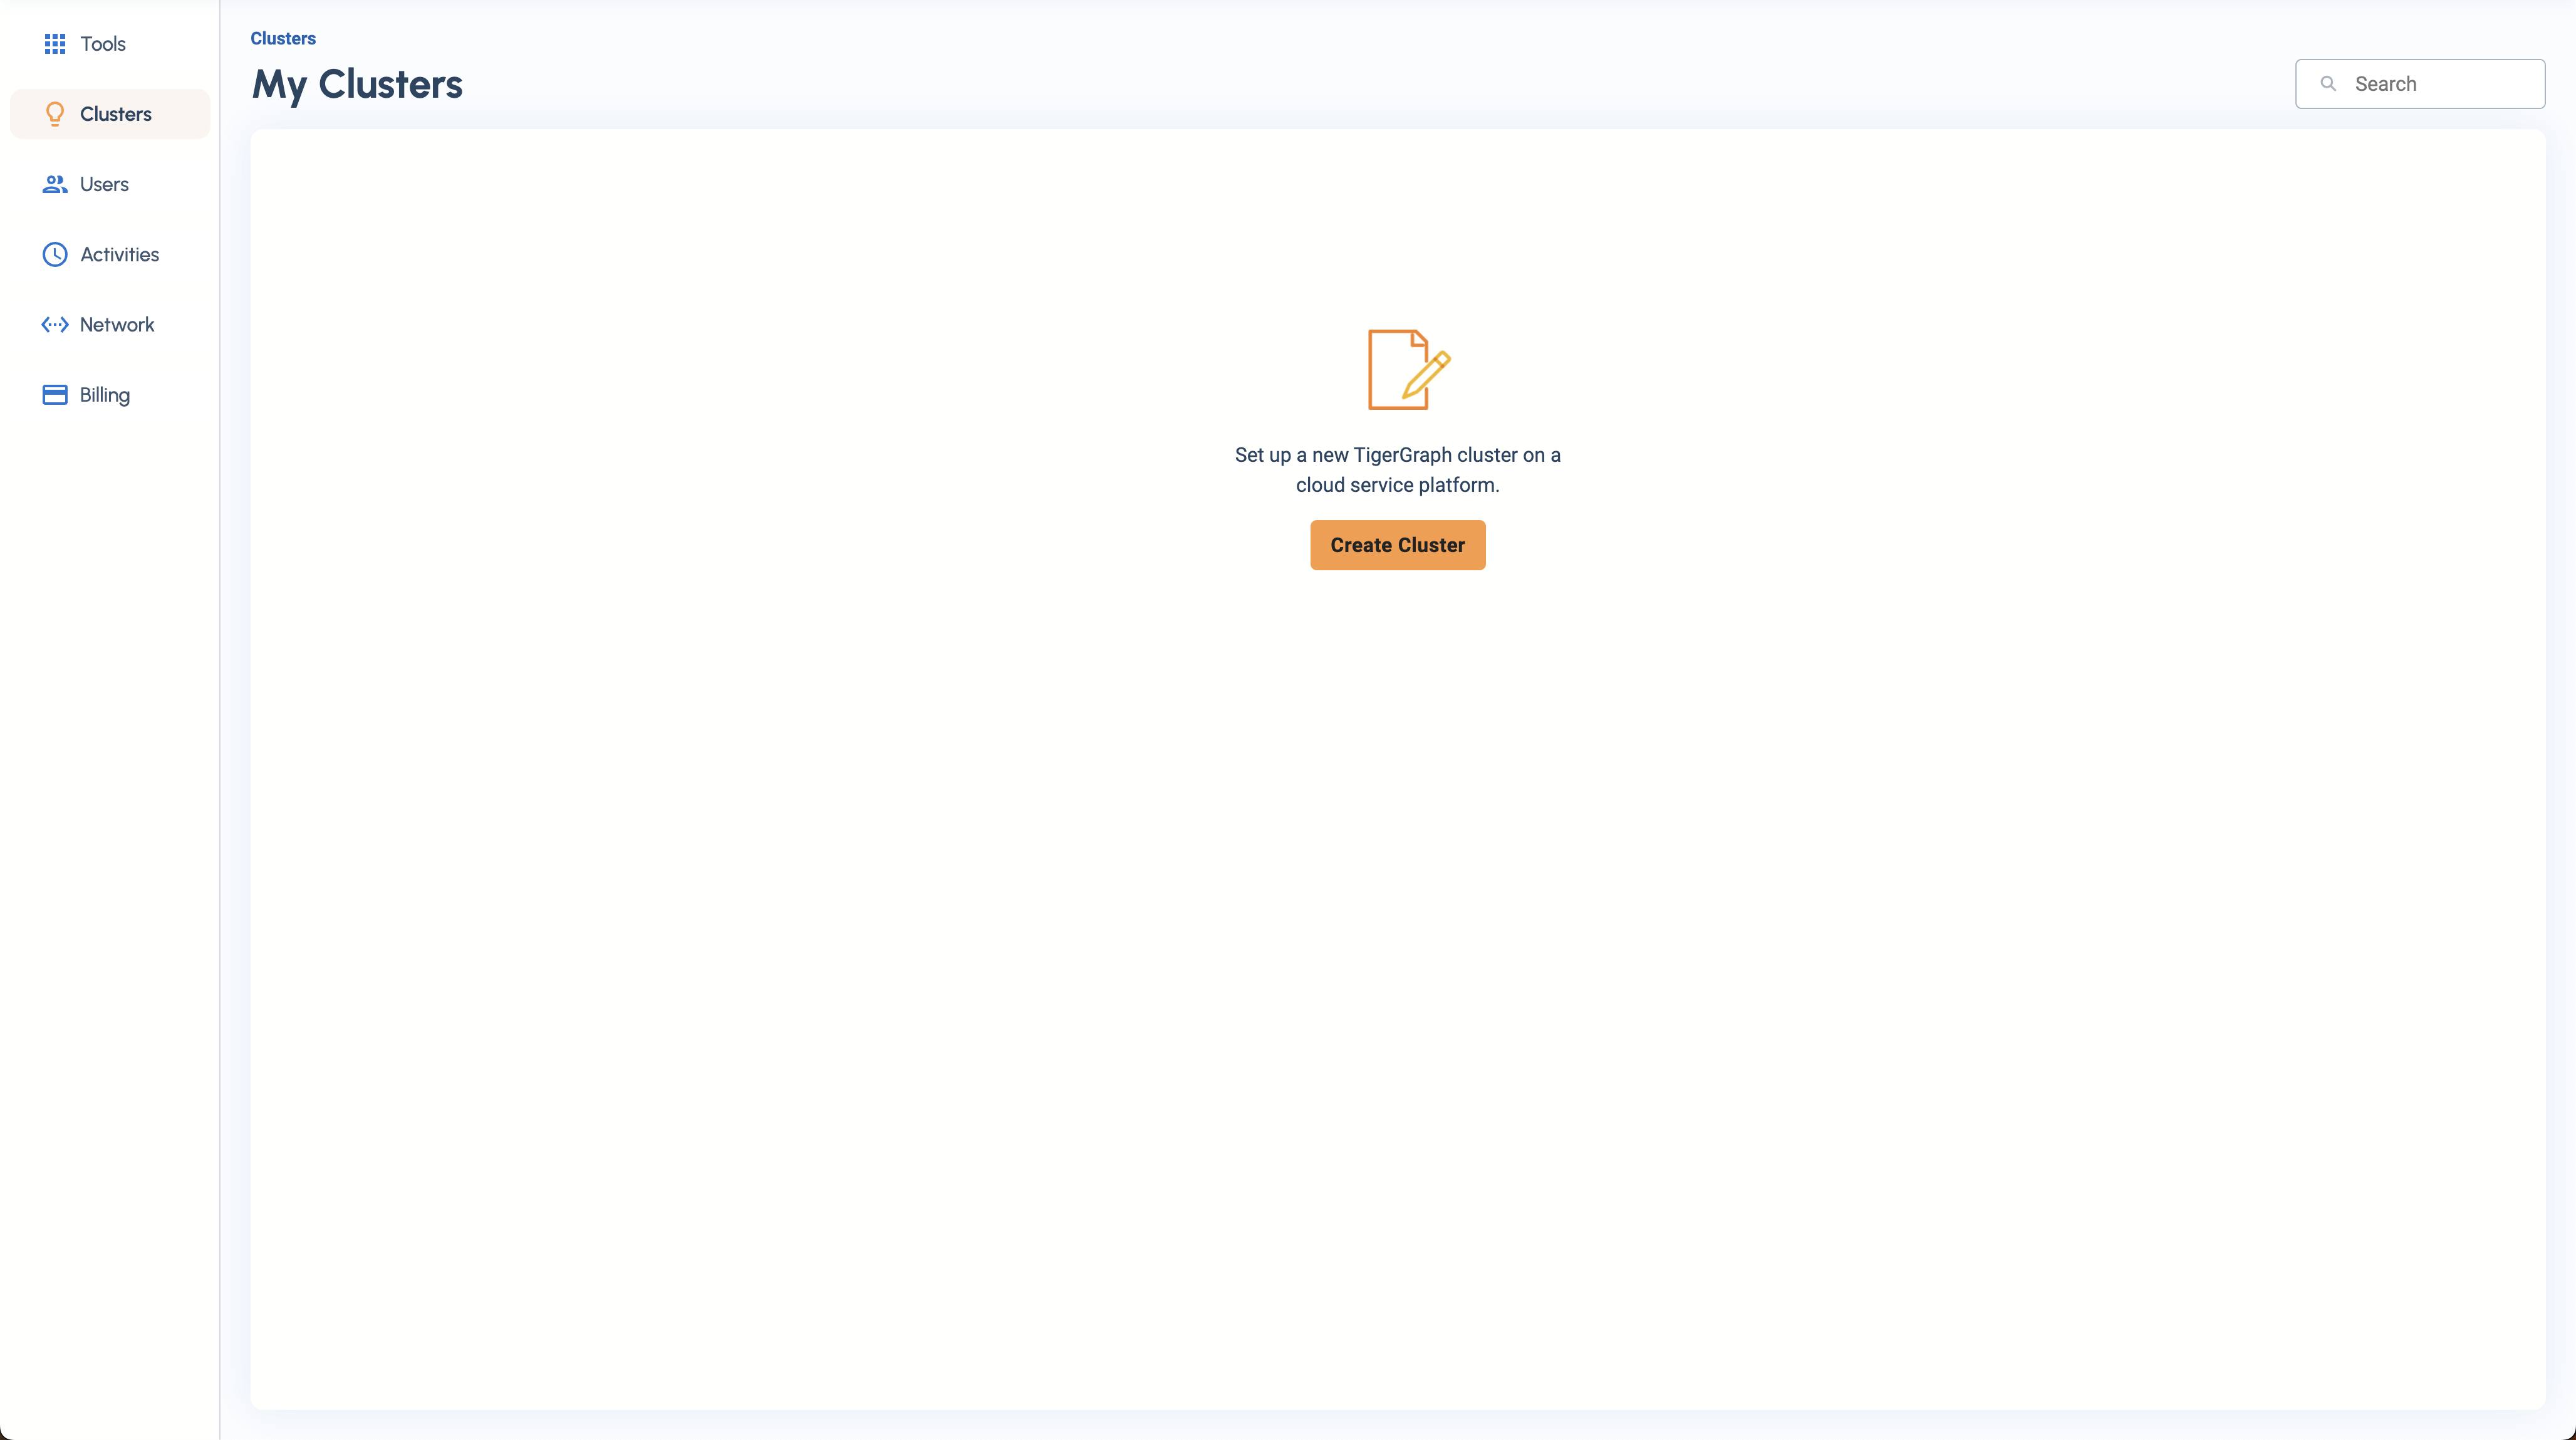 Tools
Clusters
Users
Activities
Network
Billing
Clusters
My Clusters
Search
Set up a new TigerGraph cluster on a
cloud service platform.
Create Cluster